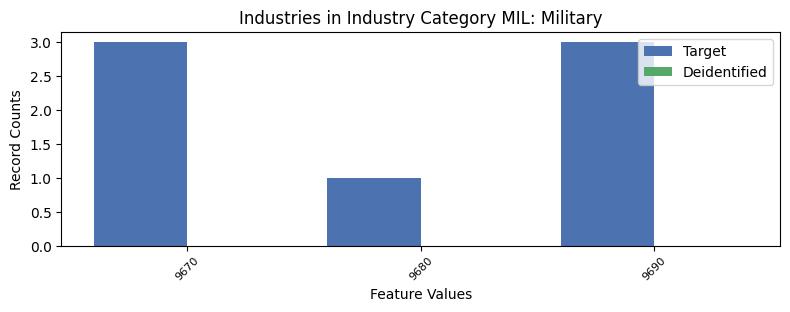 Industries in Industry Category MIL: Military
Target
Deidentified
Record Counts
3.0
2.5
2.0
1.5
1.0
0.5
0.0
9670
9680
9690
Feature Values